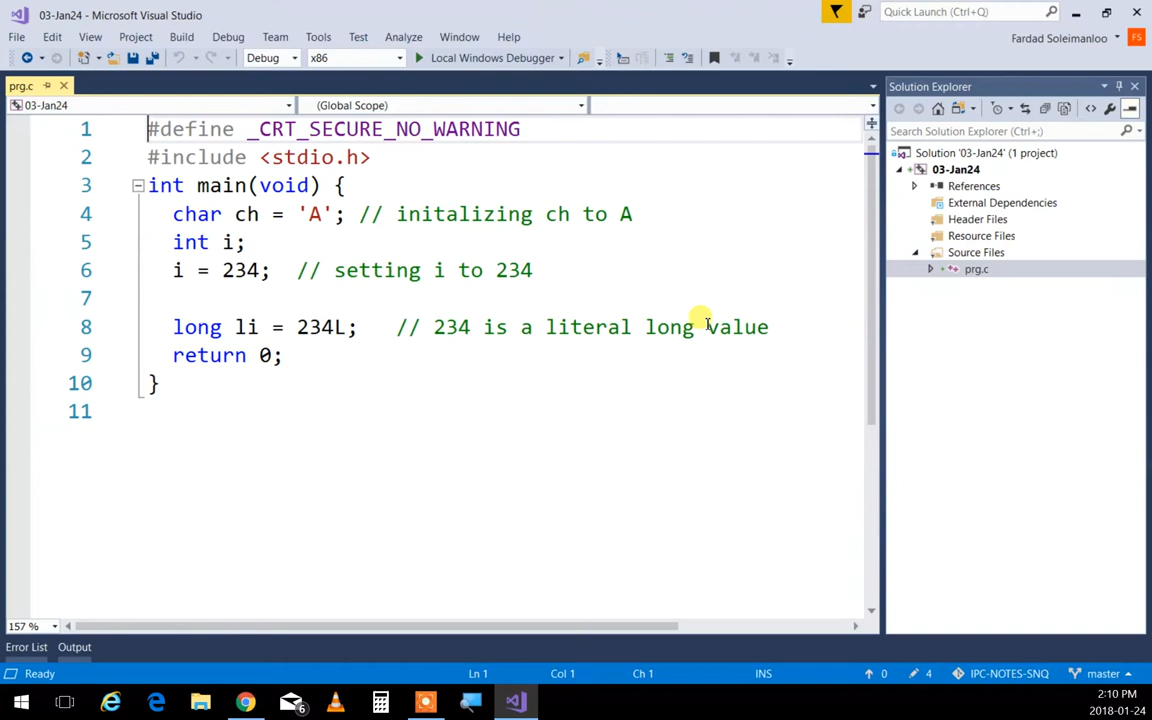 03-Jan24 - Microsoft Visual Studio
Quick Launch (Ctrl+Q)
File Edit View Project Build Debug Team Tools Test Analyze Window Help
Fardad Soleimanloo FS
Debug x86 Local Windows Debugger
prg.c
03-Jan24 (Global Scope)
1 #define _CRT_SECURE_NO_WARNING
2 #include <stdio.h>
3 int main(void) {
4 char ch = 'A'; // initalizing ch to A
5 int i;
6 i = 234; // setting i to 234
7
8 long li = 234L; // 234 is a literal long value
9 return 0;
10 }
11
157 %
Solution Explorer
Search Solution Explorer (Ctrl+;)
Solution '03-Jan24' (1 project)
03-Jan24
References
External Dependencies
Header Files
Resource Files
Source Files
prg.c
Error List Output
Ready Ln 1 Col 1 Ch 1 INS 0 4 IPC-NOTES-SNQ master
6
2:10 PM
2018-01-24